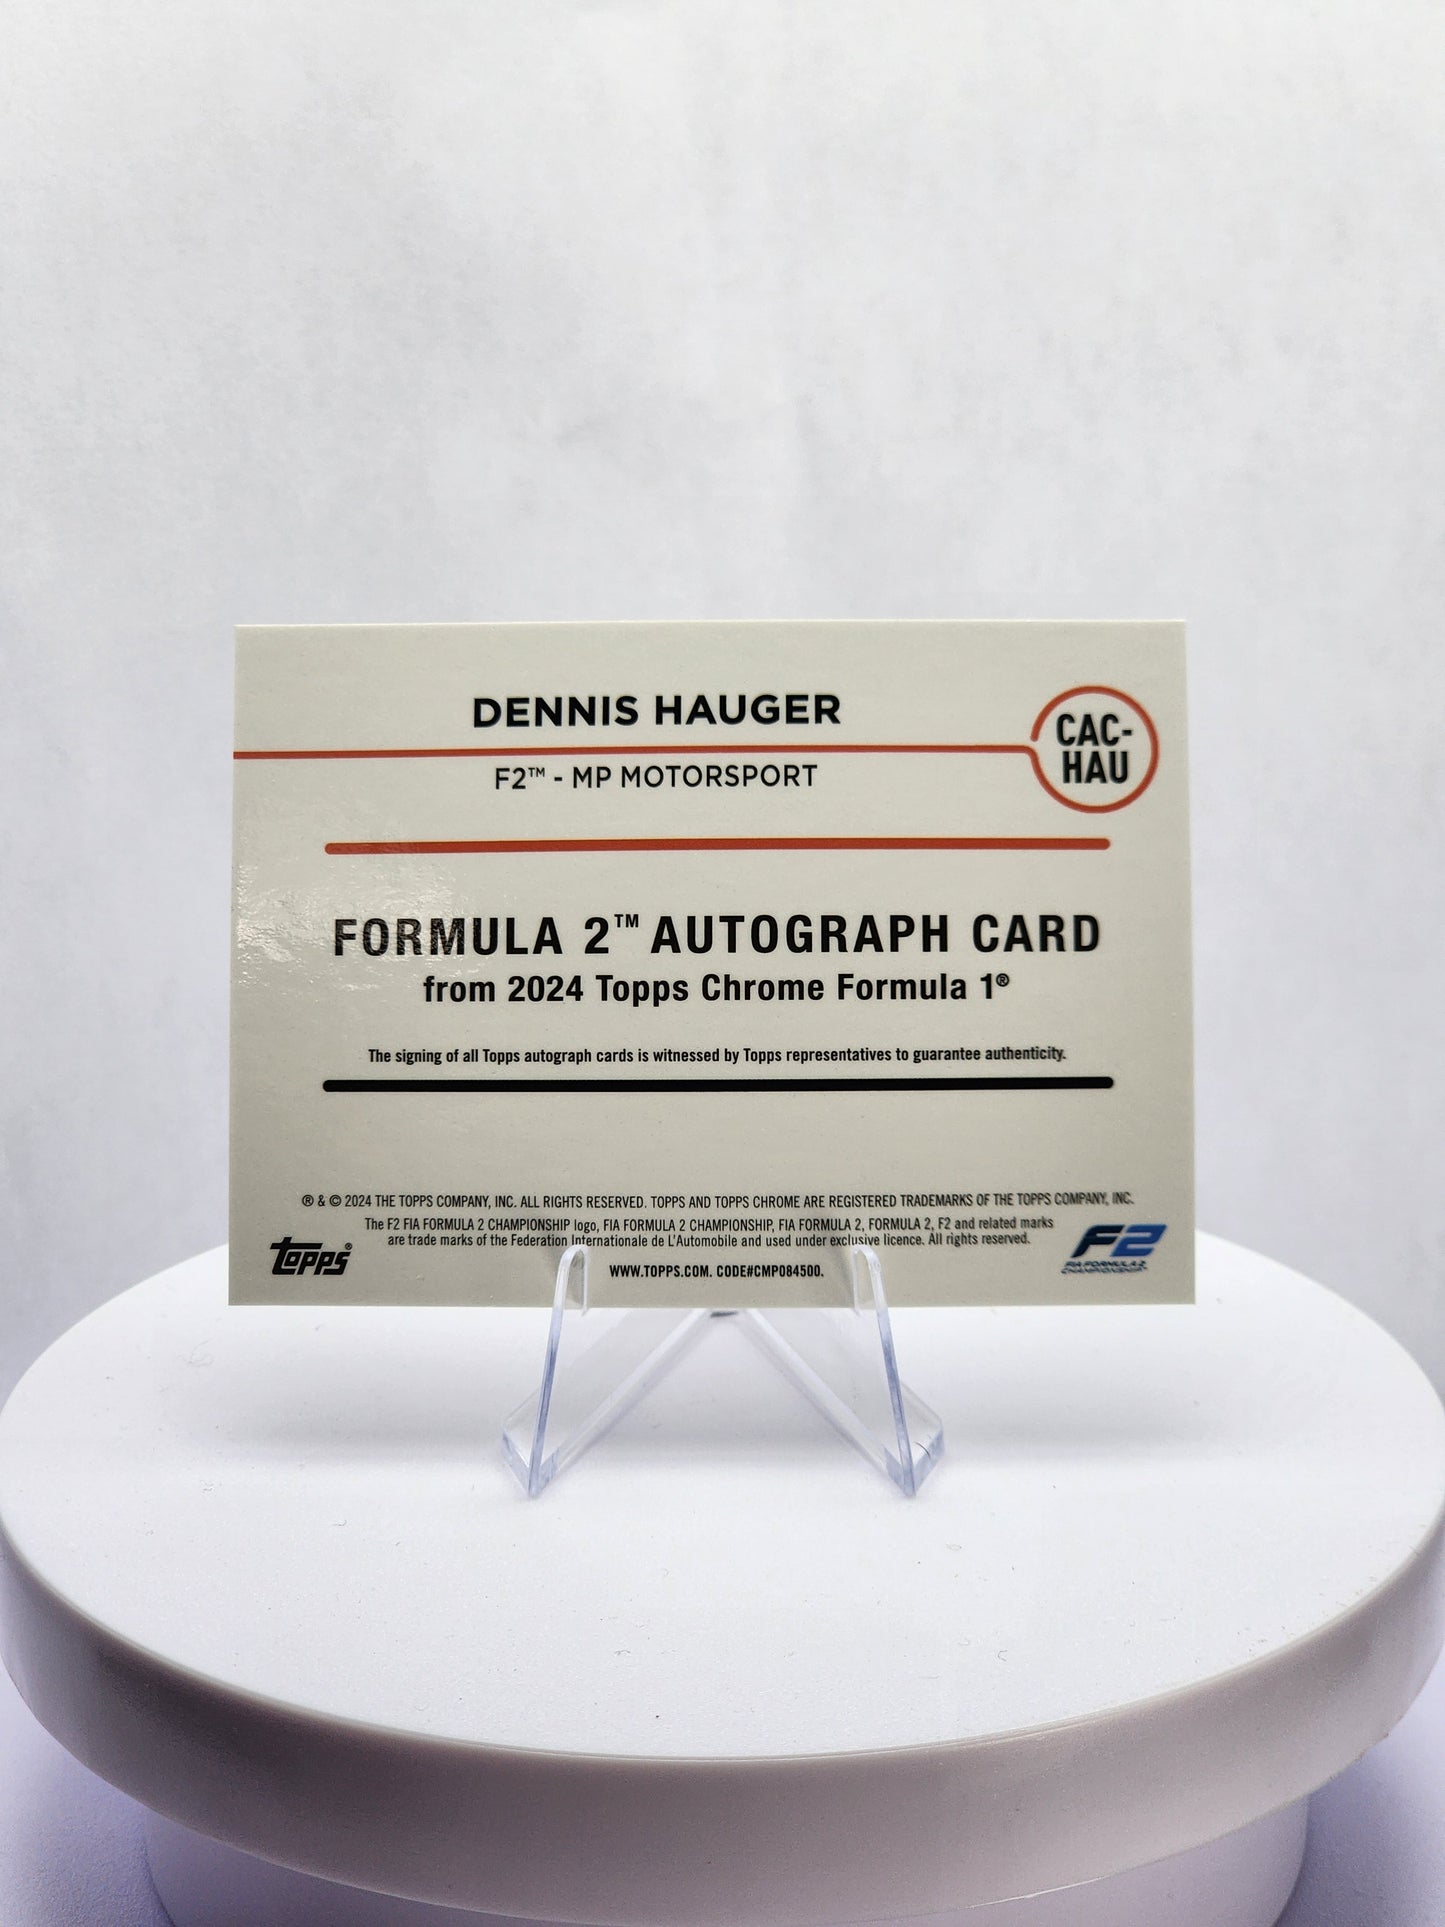 DENNIS HAUGER
CAC-
HAU
F2™ - MP MOTORSPORT
FORMULA 2™ AUTOGRAPH CARD
from 2024 Topps Chrome Formula 1®
The signing of all Topps autograph cards is witnessed by Topps representatives to guarantee authenticity.
® & © 2024 THE TOPPS COMPANY, INC. ALL RIGHTS RESERVED. TOPPS AND TOPPS CHROME ARE REGISTERED TRADEMARKS OF THE TOPPS COMPANY, INC.
The F2 FIA FORMULA 2 CHAMPIONSHIP logo, FIA FORMULA 2 CHAMPIONSHIP, FIA FORMULA 2, FORMULA 2, F2 and related marks
are trade marks of the Federation Internationale de L'Automobile and used under exclusive licence. All rights reserved.
topps®
WWW.TOPPS.COM. CODE#CMP084500.
F2
FIA FORMULA 2
CHAMPIONSHIP™